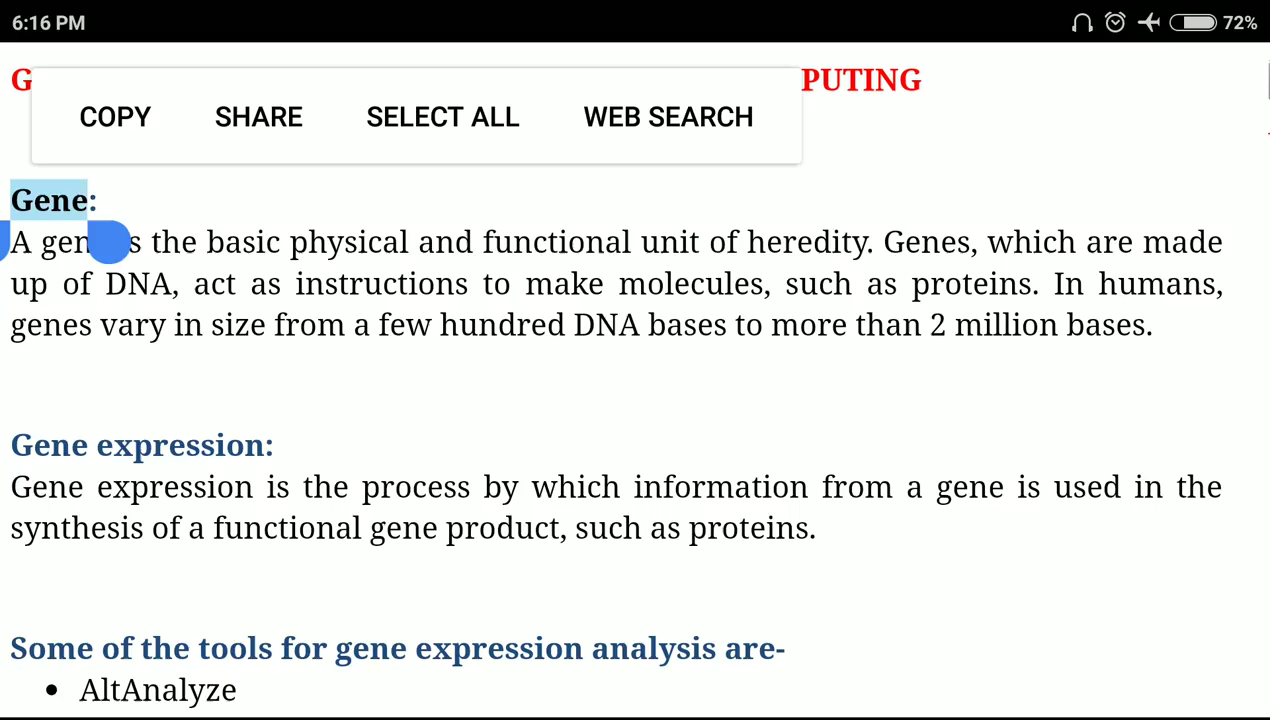 6:16 PM 72%
G PUTING
COPY SHARE SELECT ALL WEB SEARCH
Gene:
A gen s the basic physical and functional unit of heredity. Genes, which are made
up of DNA, act as instructions to make molecules, such as proteins. In humans,
genes vary in size from a few hundred DNA bases to more than 2 million bases.
Gene expression:
Gene expression is the process by which information from a gene is used in the
synthesis of a functional gene product, such as proteins.
Some of the tools for gene expression analysis are-
• AltAnalyze